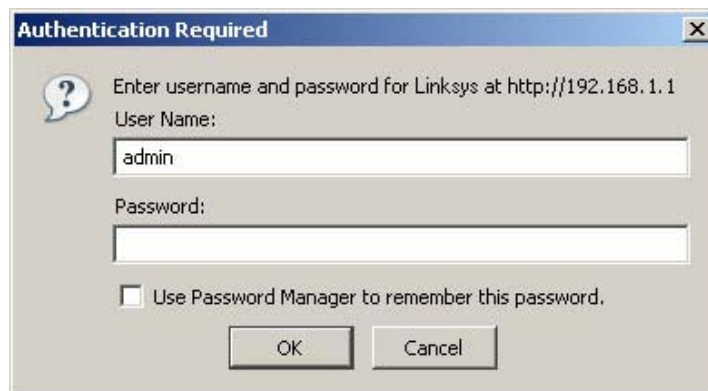 Authentication Required
Enter username and password for Linksys at http://192.168.1.1
User Name:
admin
Password:
Use Password Manager to remember this password.
OK
Cancel